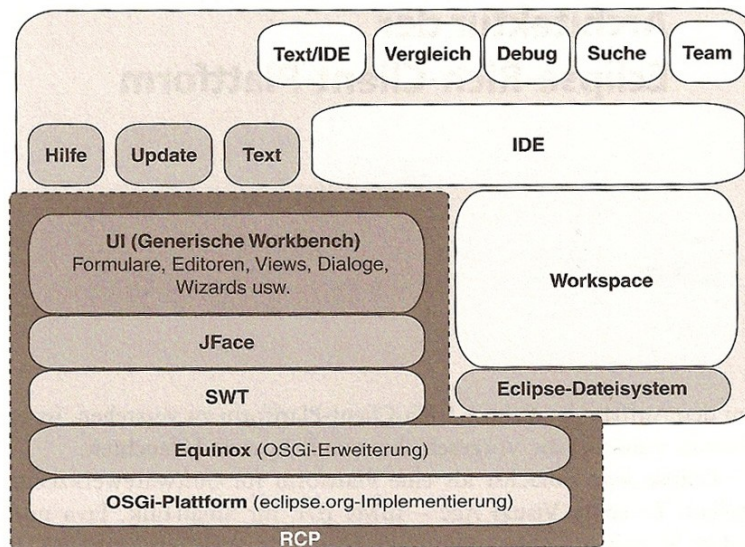 Text/IDE
Vergleich
Debug
Suche
Team
Hilfe
Update
Text
IDE
UI (Generische Workbench)
Formulare, Editoren, Views, Dialoge,
Wizards usw.
Workspace
JFace
SWT
Eclipse-Dateisystem
Equinox (OSGi-Erweiterung)
OSGi-Plattform (eclipse.org-Implementierung)
RCP